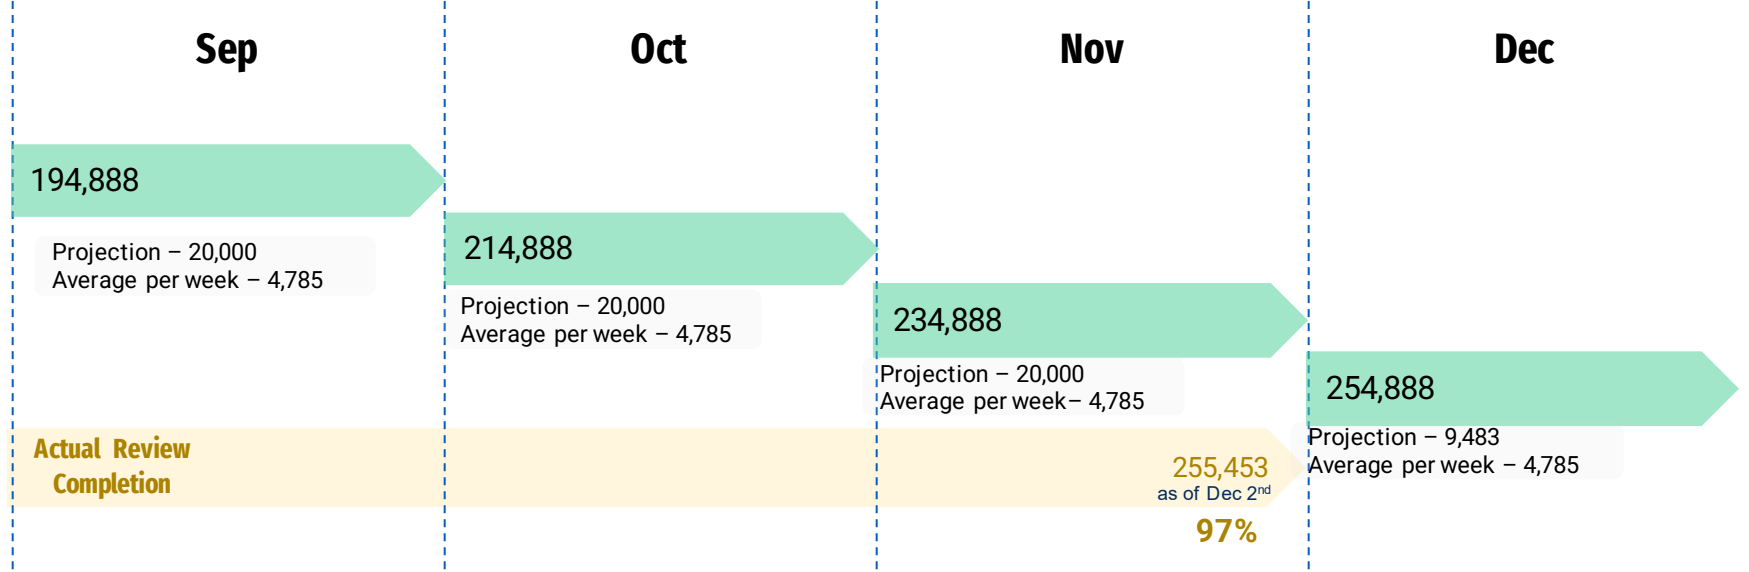 Sep
Oct
Nov
Dec
194,888
Projection – 20,000
Average per week – 4,785
214,888
Projection – 20,000
Average per week – 4,785
234,888
Projection – 20,000
Average per week– 4,785
254,888
Projection – 9,483
Average per week – 4,785
Actual Review
Completion
255,453
as of Dec 2nd
97%